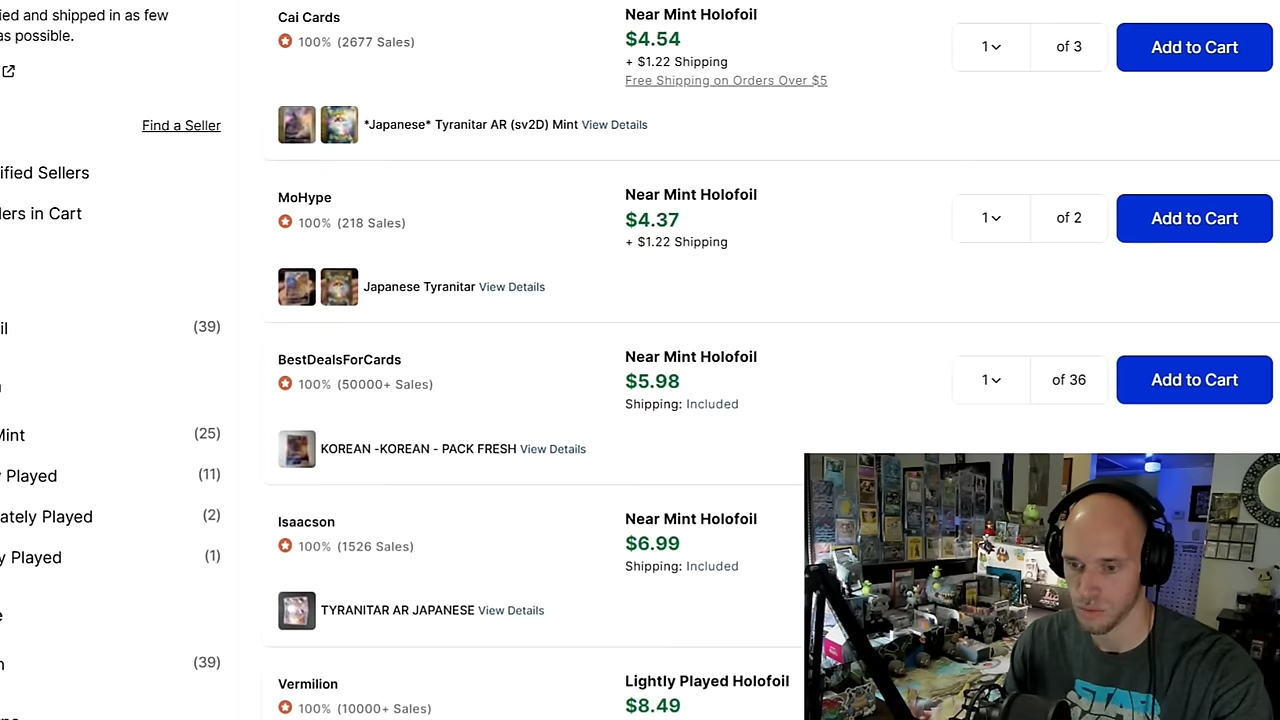 ied and shipped in as few
as possible.
Find a Seller
ified Sellers
lers in Cart
il (39)
Mint (25)
Played (11)
ately Played (2)
y Played (1)
(39)
Cai Cards
100% (2677 Sales)
Near Mint Holofoil
$4.54
+ $1.22 Shipping
Free Shipping on Orders Over $5
1 of 3 Add to Cart
*Japanese* Tyranitar AR (sv2D) Mint View Details
MoHype
100% (218 Sales)
Near Mint Holofoil
$4.37
+ $1.22 Shipping
1 of 2 Add to Cart
Japanese Tyranitar View Details
BestDealsForCards
100% (50000+ Sales)
Near Mint Holofoil
$5.98
Shipping: Included
1 of 36 Add to Cart
KOREAN -KOREAN - PACK FRESH View Details
Isaacson
100% (1526 Sales)
Near Mint Holofoil
$6.99
Shipping: Included
TYRANITAR AR JAPANESE View Details
Vermilion
100% (10000+ Sales)
Lightly Played Holofoil
$8.49